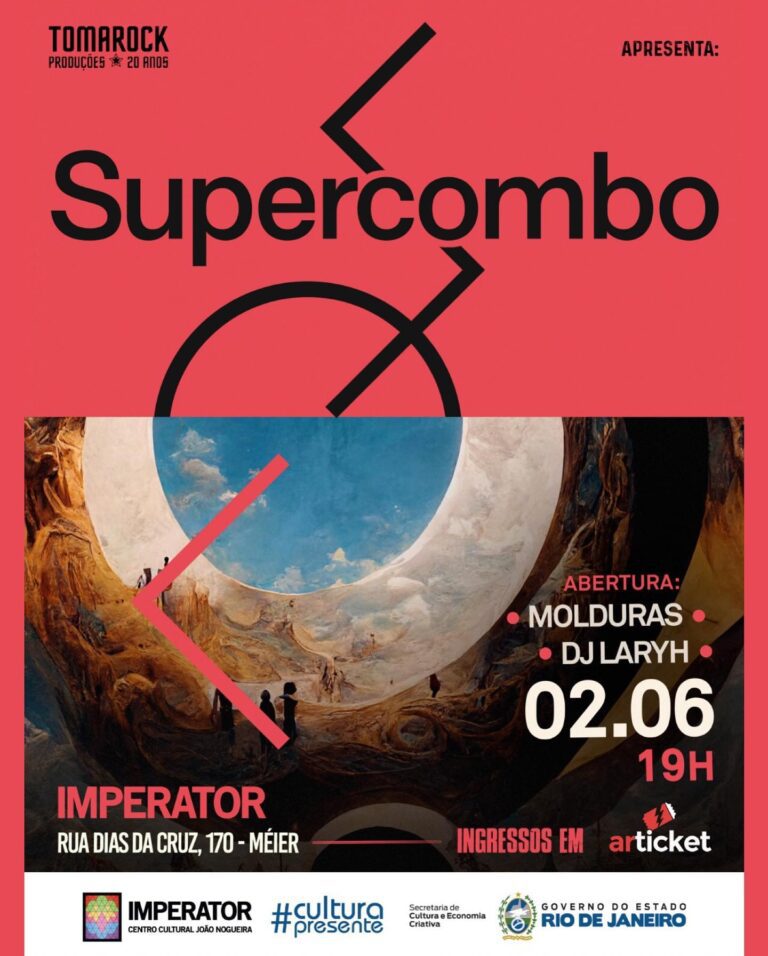 TOMAROCK
PRODUÇÕES ★ 20 ANOS
APRESENTA:
Supercombo
ABERTURA:
• MOLDURAS •
• DJ LARYH •
02.06
19H
IMPERATOR
RUA DIAS DA CRUZ, 170 - MÉIER
INGRESSOS EM
articket
IMPERATOR
CENTRO CULTURAL JOÃO NOGUEIRA
#cultura
presente
Secretaria de
Cultura e Economia
Criativa
GOVERNO DO ESTADO
RIO DE JANEIRO